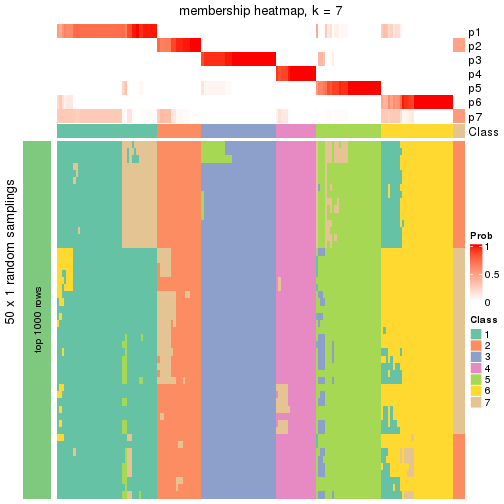 membership heatmap, k = 7
p1
p2
p3
p4
p5
p6
p7
Class
50 x 1 random samplings
top 1000 rows
Prob
1
0.5
0
Class
1
2
3
4
5
6
7